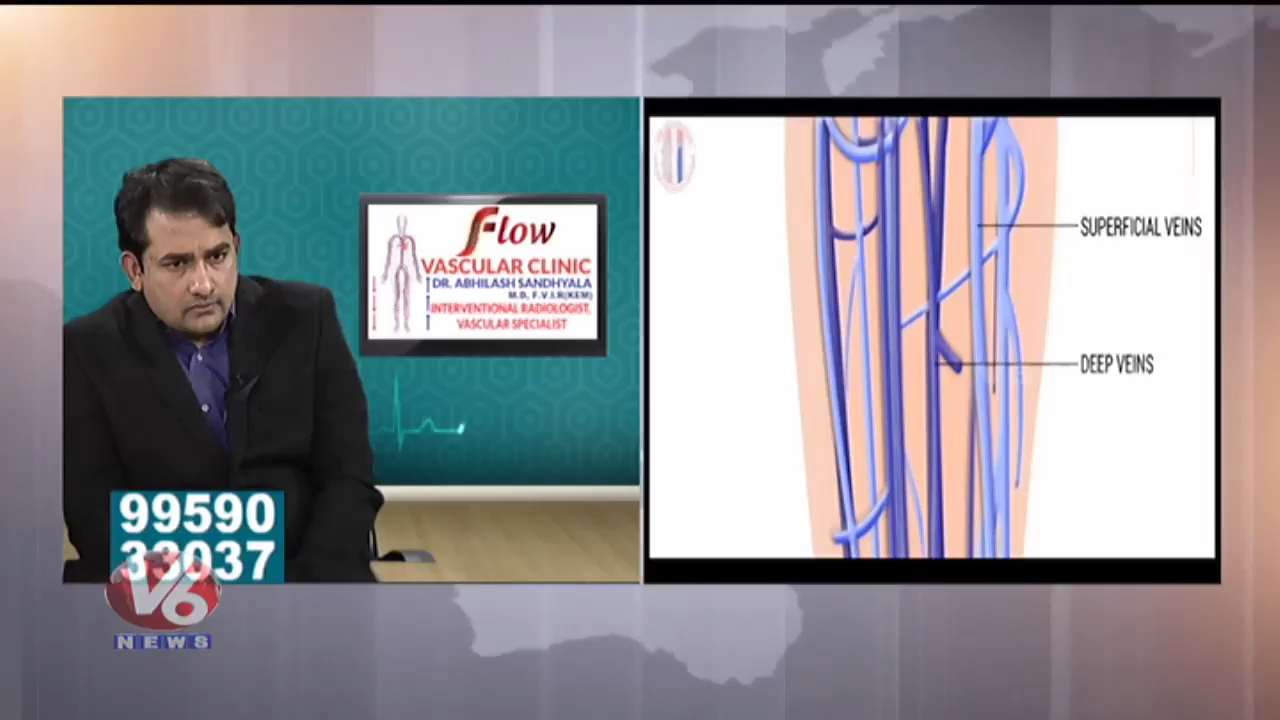 Flow
VASCULAR CLINIC
DR. ABHILASH SANDHYALA
M.D, F.V.I.R(KEM)
INTERVENTIONAL RADIOLOGIST,
VASCULAR SPECIALIST
SUPERFICIAL VEINS
DEEP VEINS
99590
33037
V6
NEWS